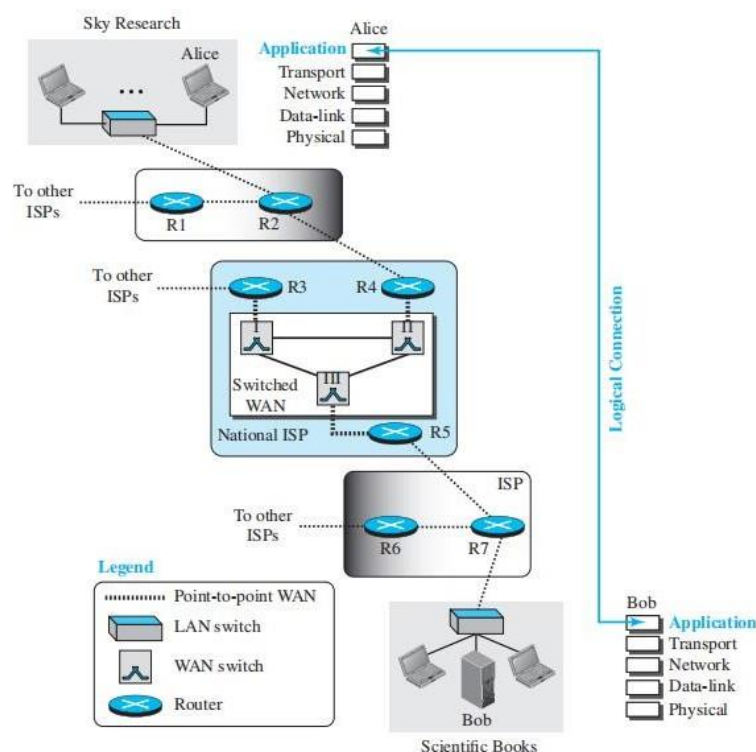 Sky Research
Alice
Alice
Application
Transport
Network
Data-link
Physical
To other
ISPs
R1
R2
To other
ISPs
R3
R4
I
II
III
Switched
WAN
National ISP
R5
Logical Connection
ISP
To other
ISPs
R6
R7
Legend
Point-to-point WAN
LAN switch
WAN switch
Router
Bob
Scientific Books
Bob
Application
Transport
Network
Data-link
Physical